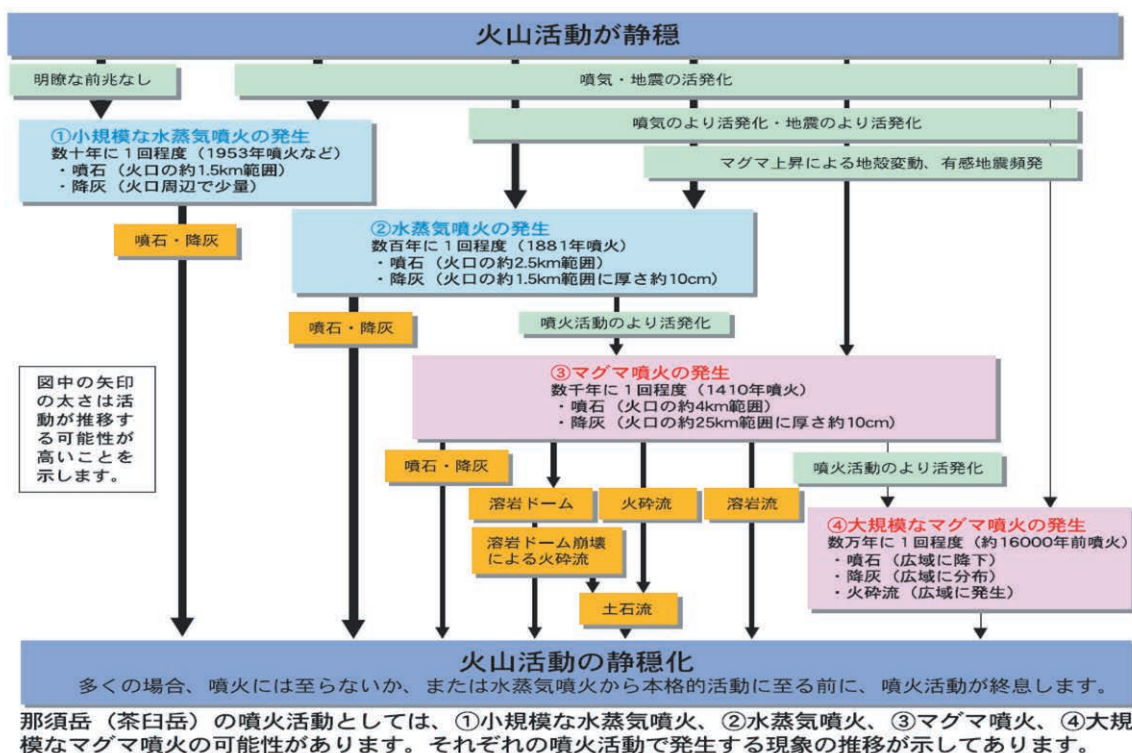 火山活動が静穏
明瞭な前兆なし
噴気・地震の活発化
噴気のより活発化・地震のより活発化
マグマ上昇による地殻変動、有感地震頻発
①小規模な水蒸気噴火の発生
数十年に1回程度（1953年噴火など）
・噴石（火口の約1.5km範囲）
・降灰（火口周辺で少量）
噴石・降灰
②水蒸気噴火の発生
数百年に1回程度（1881年噴火）
・噴石（火口の約2.5km範囲）
・降灰（火口の約1.5km範囲に厚さ約10cm）
噴石・降灰
噴火活動のより活発化
図中の矢印
の太さは活
動が推移す
る可能性が
高いことを
示します。
③マグマ噴火の発生
数千年に1回程度（1410年噴火）
・噴石（火口の約4km範囲）
・降灰（火口の約25km範囲に厚さ約10cm）
噴石・降灰
噴火活動のより活発化
溶岩ドーム
火砕流
溶岩流
溶岩ドーム崩壊
による火砕流
土石流
④大規模なマグマ噴火の発生
数万年に1回程度（約16000年前噴火）
・噴石（広域に降下）
・降灰（広域に分布）
・火砕流（広域に発生）
火山活動の静穏化
多くの場合、噴火には至らないか、または水蒸気噴火から本格的活動に至る前に、噴火活動が終息します。
那須岳（茶臼岳）の噴火活動としては、①小規模な水蒸気噴火、②水蒸気噴火、③マグマ噴火、④大規
模なマグマ噴火の可能性があります。それぞれの噴火活動で発生する現象の推移が示してあります。